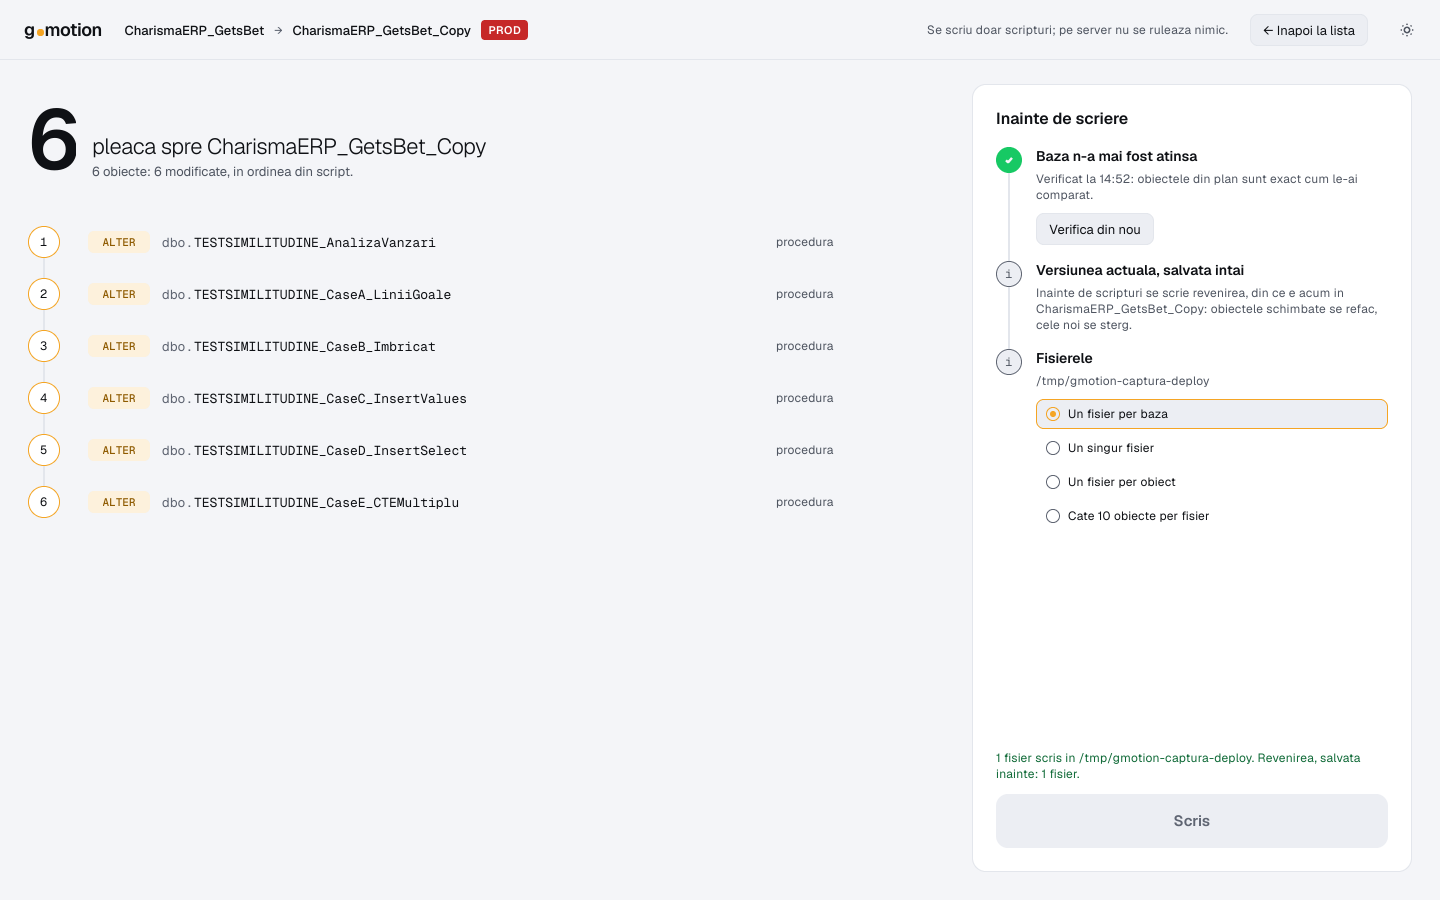 g●motion CharismaERP_GetsBet → CharismaERP_GetsBet_Copy PROD
Se scriu doar scripturi; pe server nu se ruleaza nimic.
← Inapoi la lista
6 pleaca spre CharismaERP_GetsBet_Copy
6 obiecte: 6 modificate, in ordinea din script.
1 ALTER dbo.TESTSIMILITUDINE_AnalizaVanzari procedura
2 ALTER dbo.TESTSIMILITUDINE_CaseA_LiniiGoale procedura
3 ALTER dbo.TESTSIMILITUDINE_CaseB_Imbricat procedura
4 ALTER dbo.TESTSIMILITUDINE_CaseC_InsertValues procedura
5 ALTER dbo.TESTSIMILITUDINE_CaseD_InsertSelect procedura
6 ALTER dbo.TESTSIMILITUDINE_CaseE_CTEMultiplu procedura
Inainte de scriere
Baza n-a mai fost atinsa
Verificat la 14:52: obiectele din plan sunt exact cum le-ai
comparat.
Verifica din nou
i Versiunea actuala, salvata intai
Inainte de scripturi se scrie revenirea, din ce e acum in
CharismaERP_GetsBet_Copy: obiectele schimbate se refac,
cele noi se sterg.
i Fisierele
/tmp/gmotion-captura-deploy
Un fisier per baza
Un singur fisier
Un fisier per obiect
Cate 10 obiecte per fisier
1 fisier scris in /tmp/gmotion-captura-deploy. Revenirea, salvata
inainte: 1 fisier.
Scris